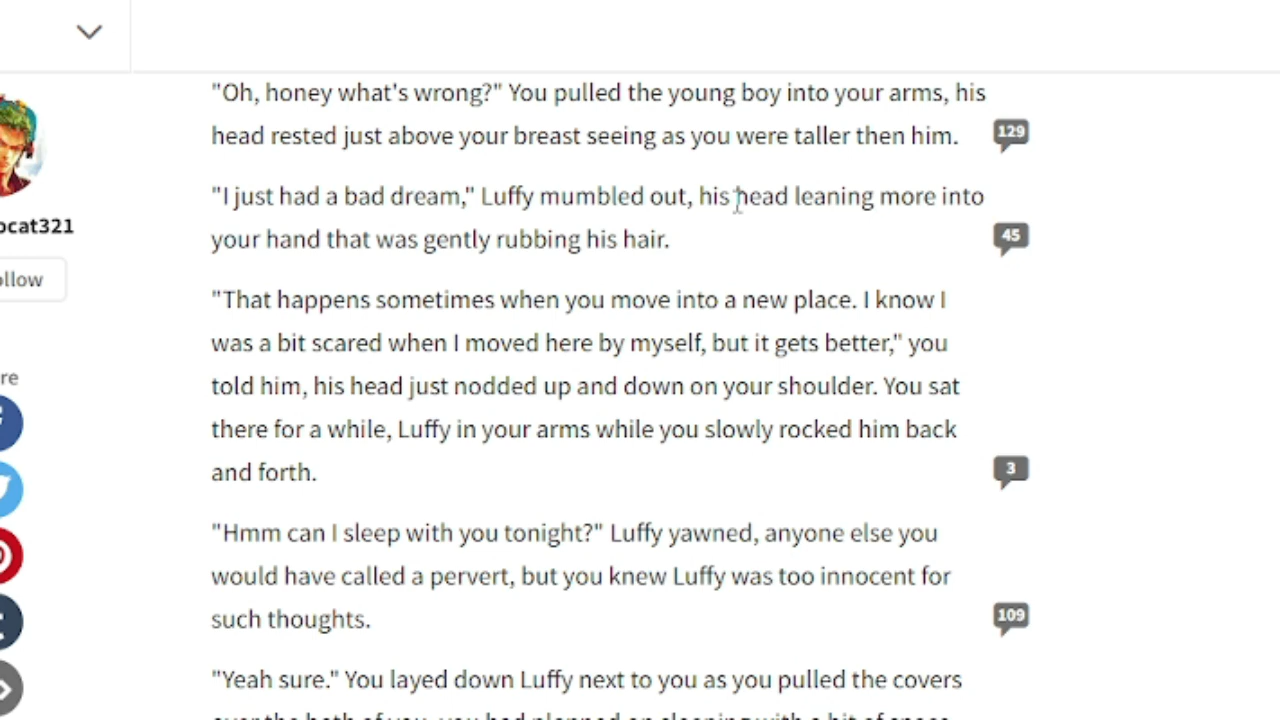 "Oh, honey what's wrong?" You pulled the young boy into your arms, his
head rested just above your breast seeing as you were taller then him.
129
"I just had a bad dream," Luffy mumbled out, his head leaning more into
your hand that was gently rubbing his hair.
45
"That happens sometimes when you move into a new place. I know I
was a bit scared when I moved here by myself, but it gets better," you
told him, his head just nodded up and down on your shoulder. You sat
there for a while, Luffy in your arms while you slowly rocked him back
and forth.
3
"Hmm can I sleep with you tonight?" Luffy yawned, anyone else you
would have called a pervert, but you knew Luffy was too innocent for
such thoughts.
109
"Yeah sure." You layed down Luffy next to you as you pulled the covers
ocat321
ollow
re